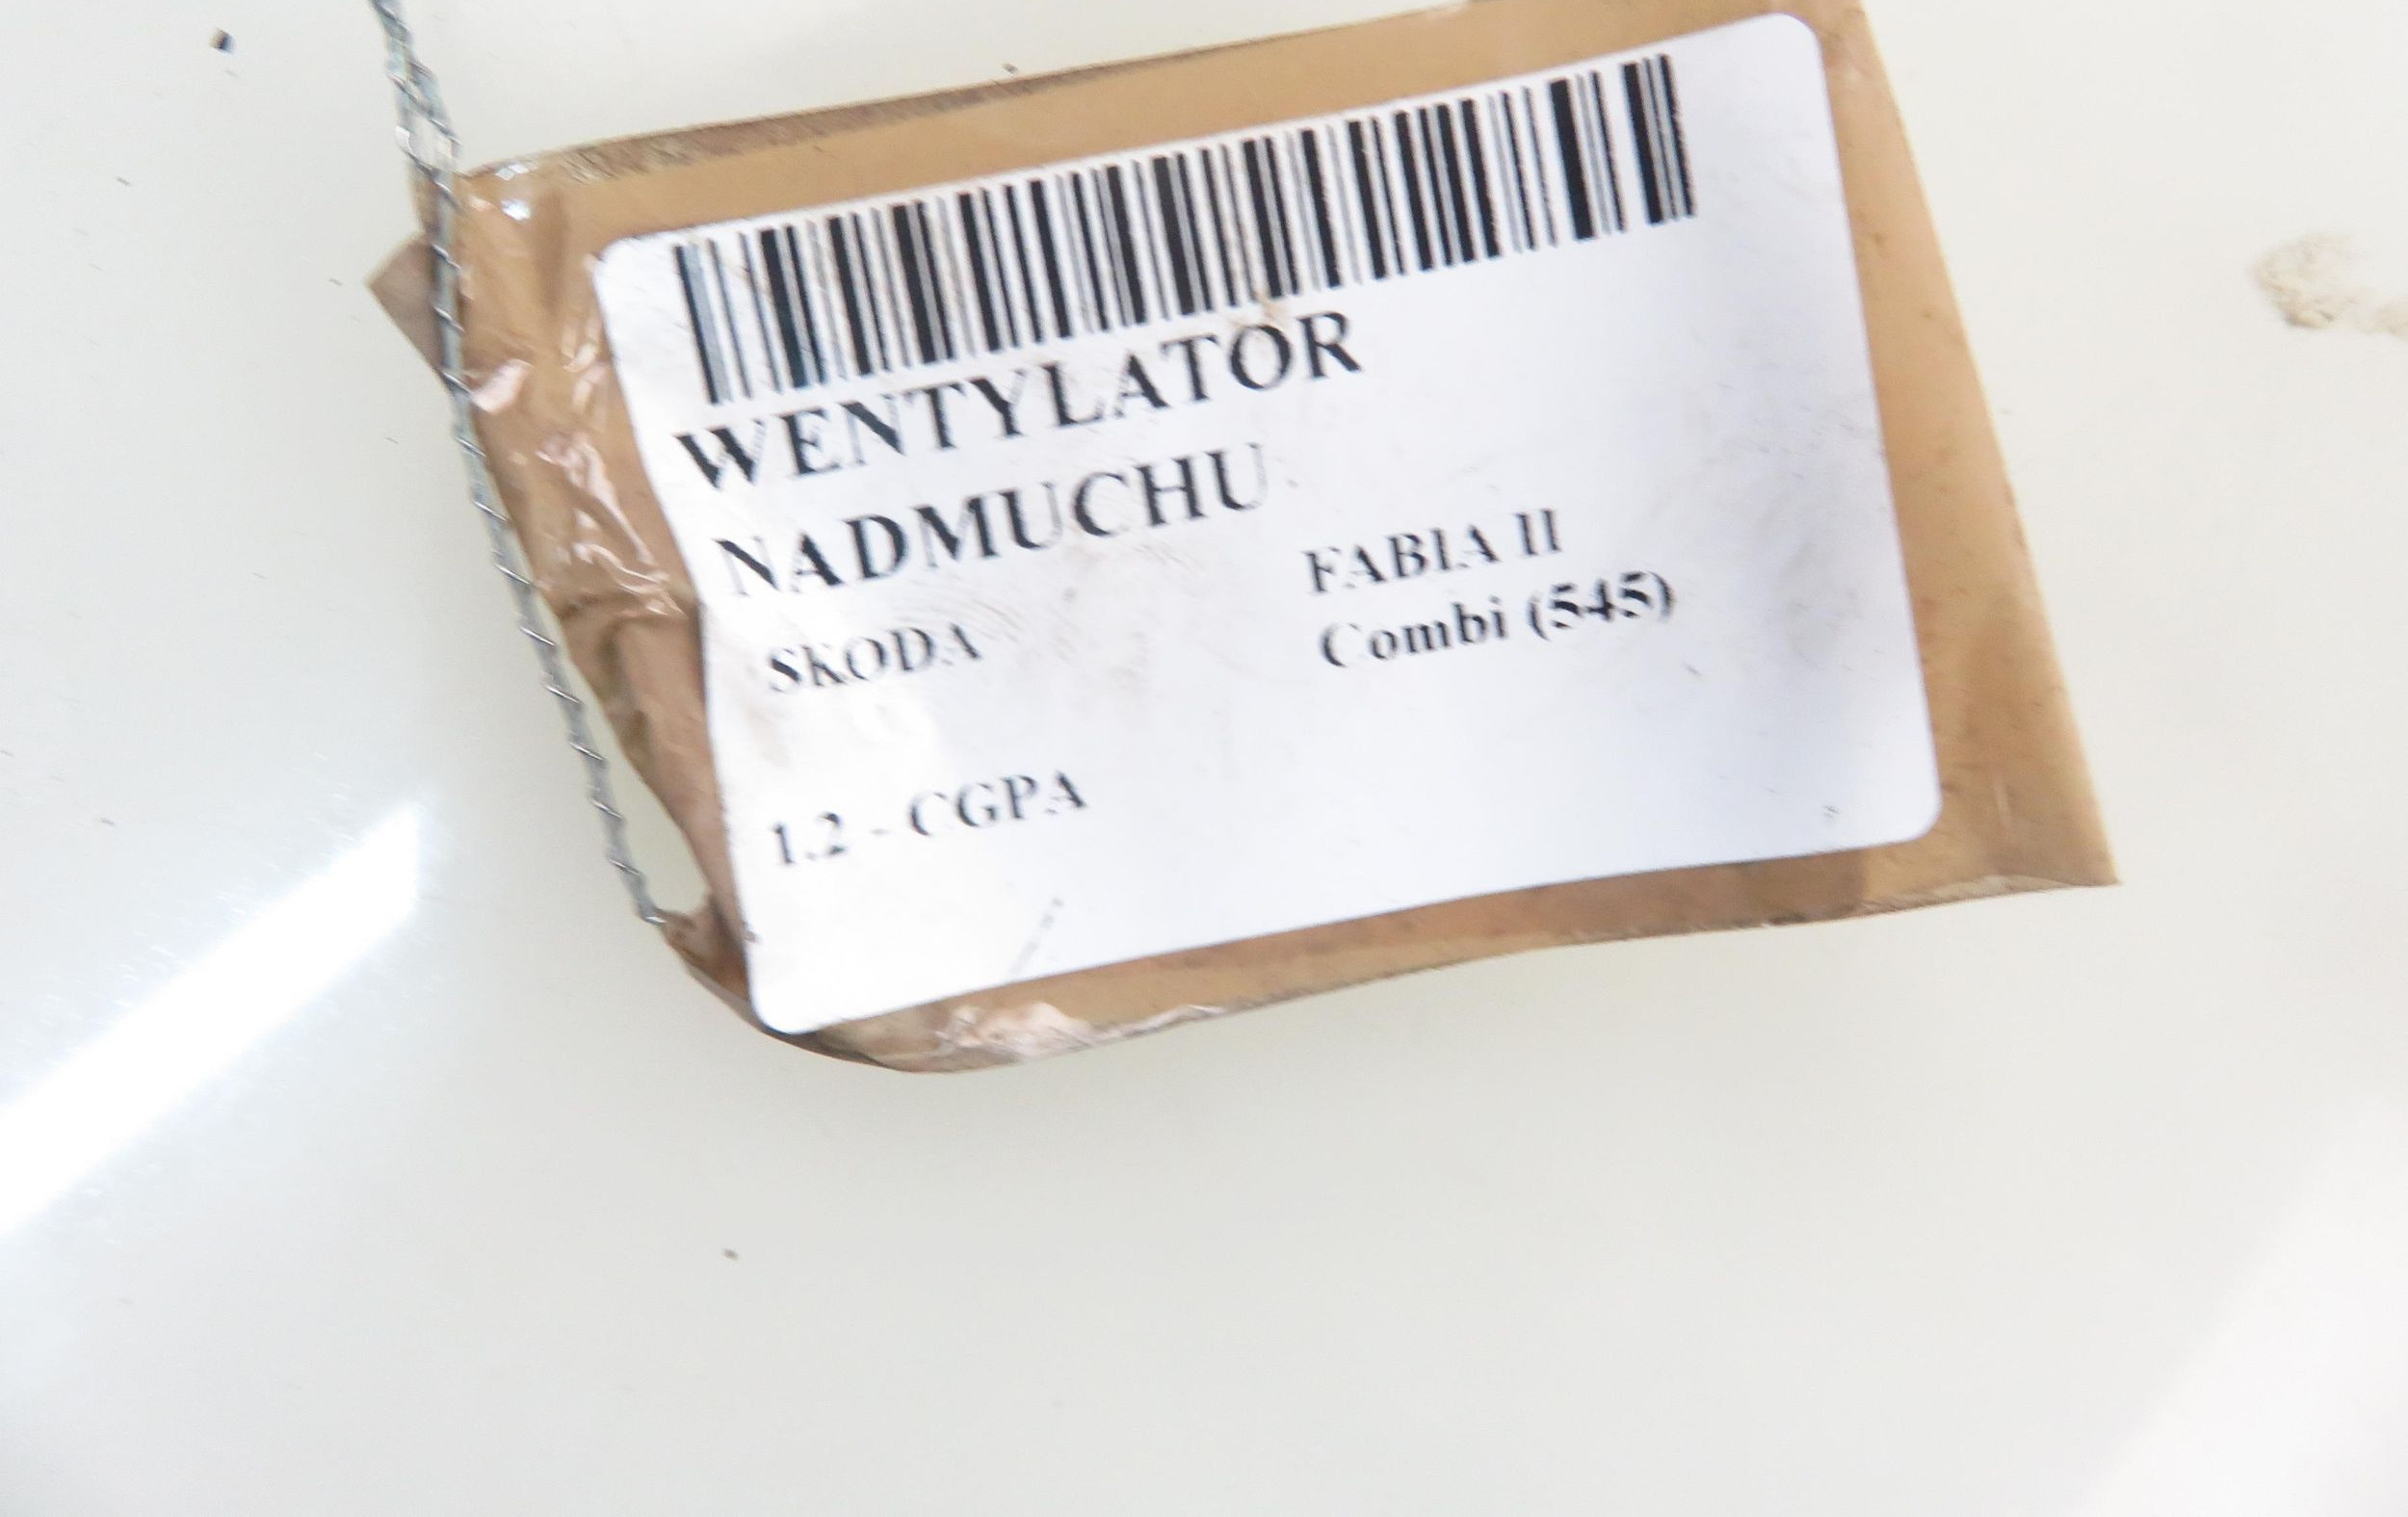 WENTYLATOR
NADMUCHU
SKODA
FABIA II
Combi (545)
1.2 - CGPA